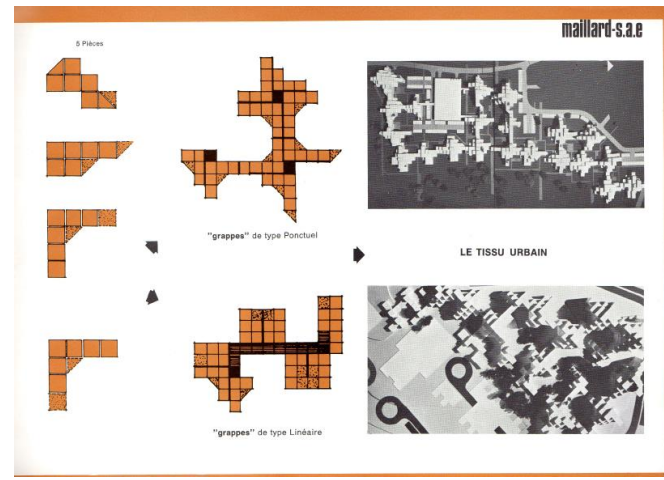 maillard-s.a.e
5 Pièces
"grappes" de type Ponctuel
LE TISSU URBAIN
"grappes" de type Linéaire